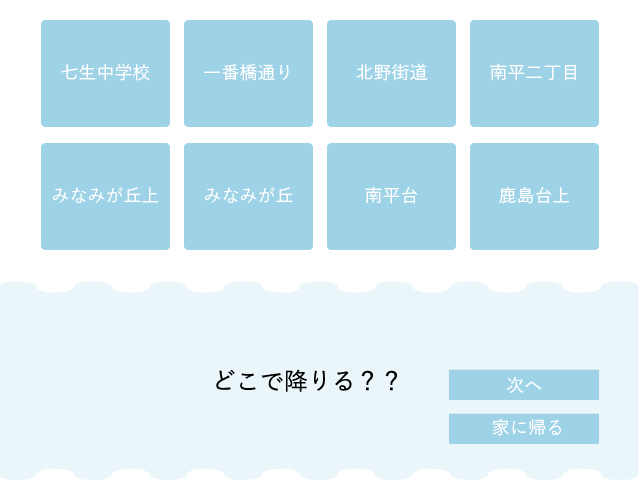 七生中学校
一番橋通り
北野街道
南平二丁目
みなみが丘上
みなみが丘
南平台
鹿島台上
どこで降りる？？
次へ
家に帰る